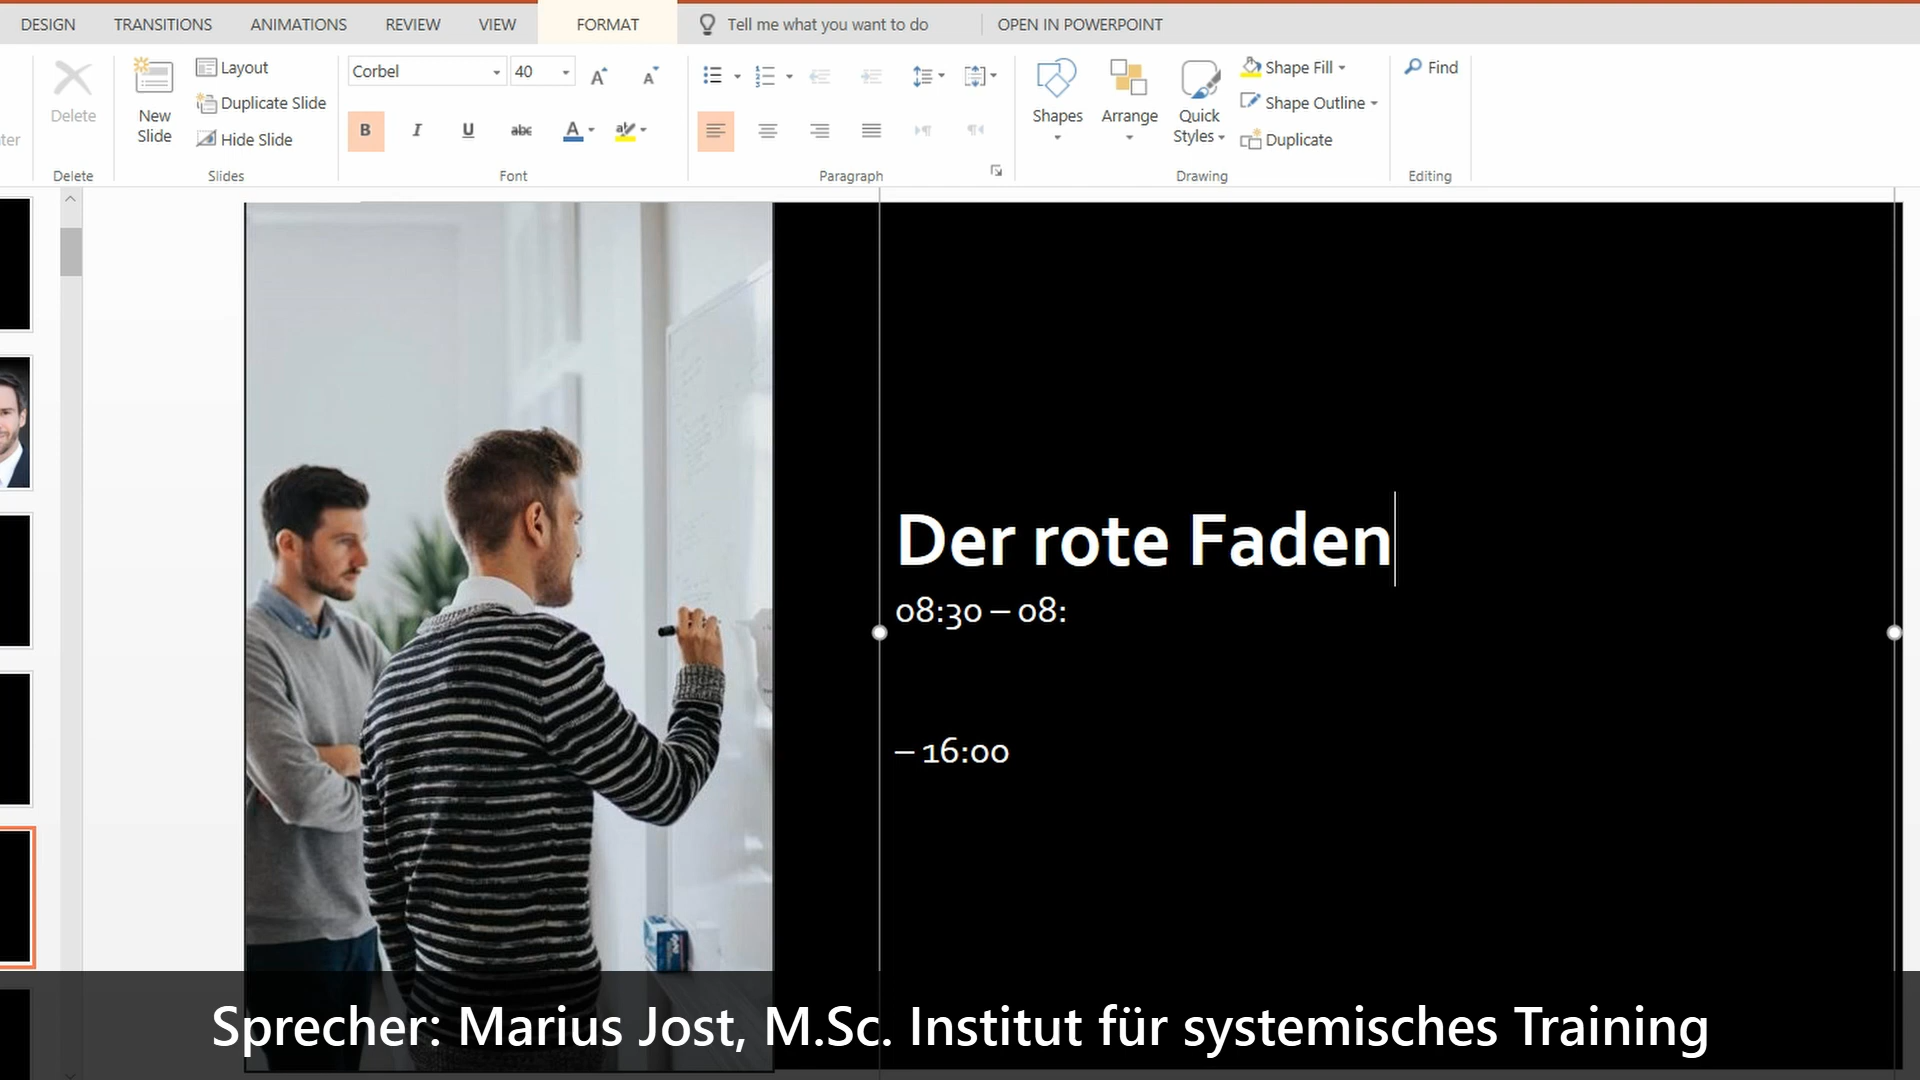 DESIGN TRANSITIONS ANIMATIONS REVIEW VIEW FORMAT Tell me what you want to do OPEN IN POWERPOINT
Delete
New Slide
Layout
Duplicate Slide
Hide Slide
Corbel 40
B I U abc A
Shapes
Arrange
Quick Styles
Shape Fill
Shape Outline
Duplicate
Find
Delete Slides Font Paragraph Drawing Editing
Der rote Faden
08:30 – 08:
– 16:00
Sprecher: Marius Jost, M.Sc. Institut für systemisches Training